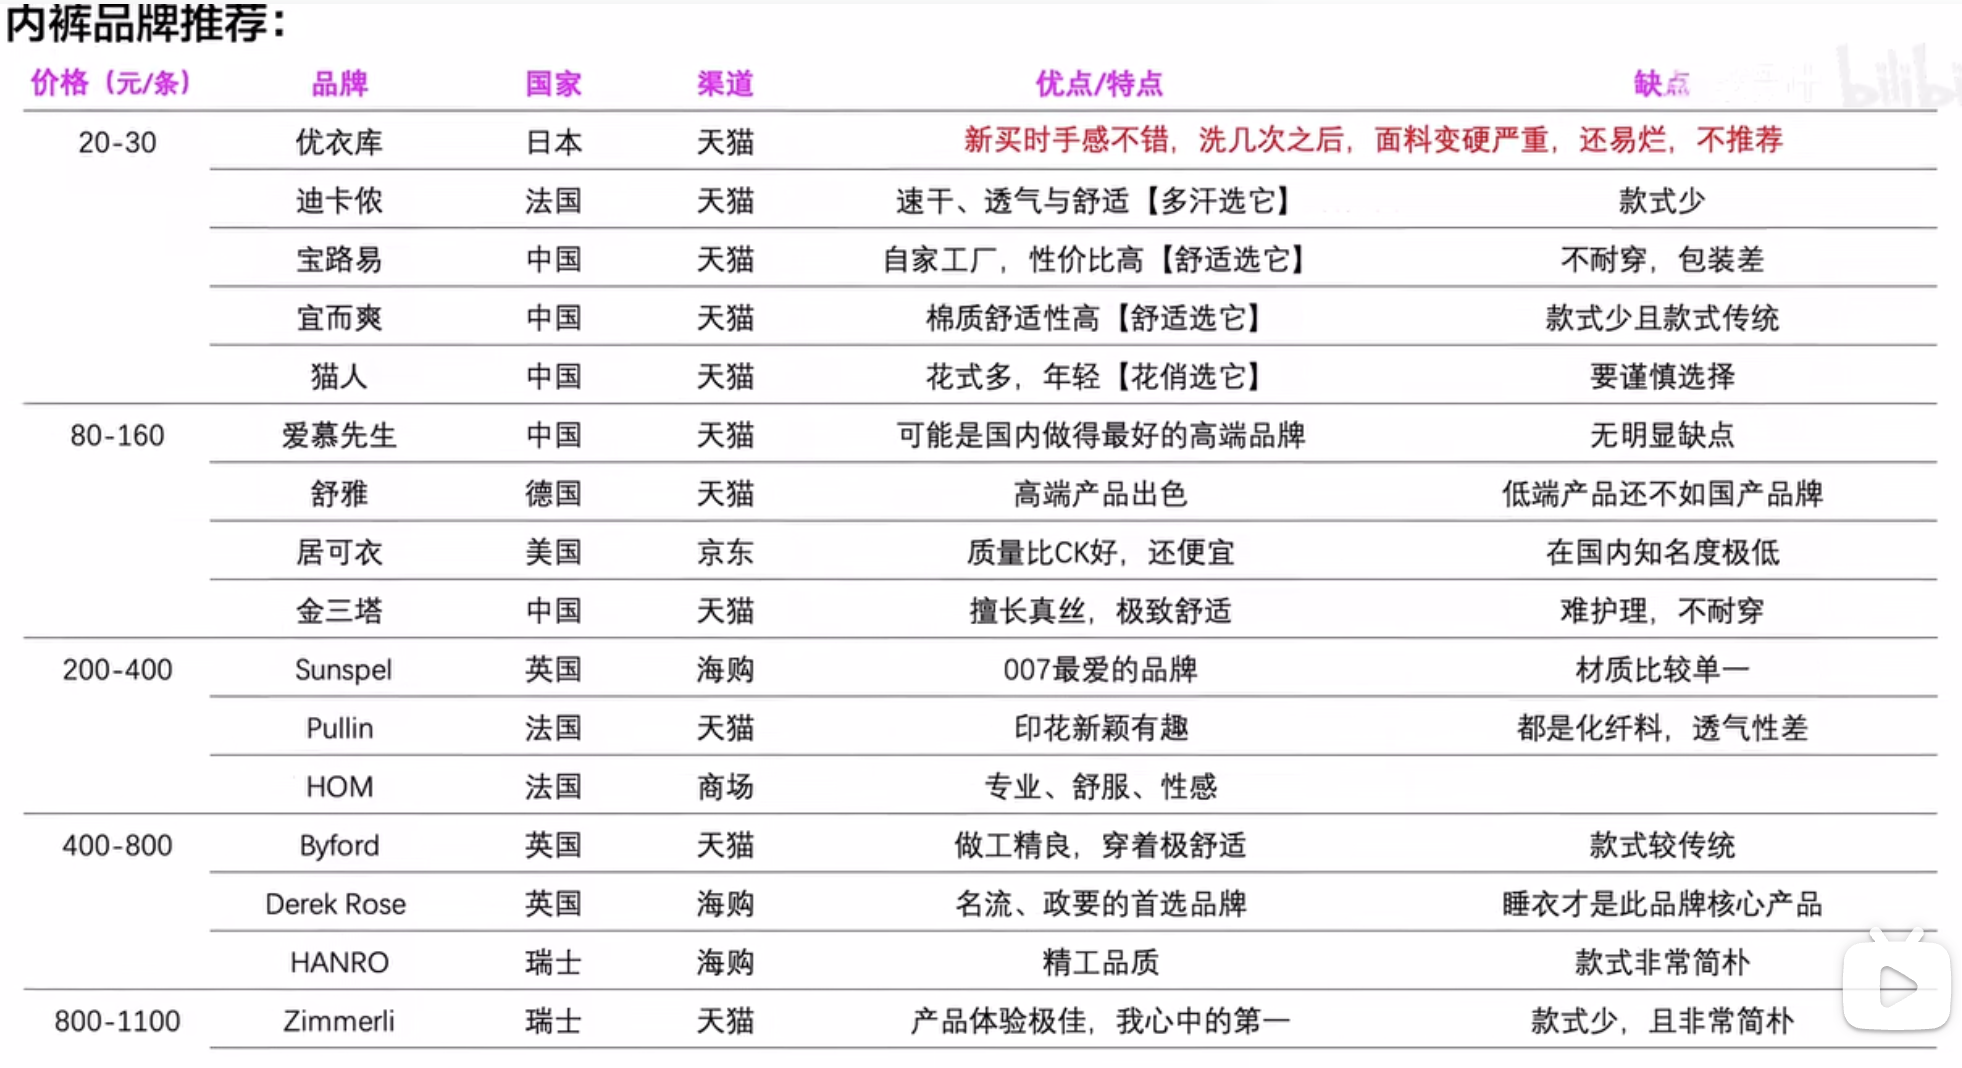 内裤品牌推荐：
价格（元/条） 品牌 国家 渠道 优点/特点 缺点
bilibi
20-30 优衣库 日本 天猫 新买时手感不错，洗几次之后，面料变硬严重，还易烂，不推荐
迪卡侬 法国 天猫 速干、透气与舒适【多汗选它】 款式少
宝路易 中国 天猫 自家工厂，性价比高【舒适选它】 不耐穿，包装差
宜而爽 中国 天猫 棉质舒适性高【舒适选它】 款式少且款式传统
猫人 中国 天猫 花式多，年轻【花俏选它】 要谨慎选择
80-160 爱慕先生 中国 天猫 可能是国内做得最好的高端品牌 无明显缺点
舒雅 德国 天猫 高端产品出色 低端产品还不如国产品牌
居可衣 美国 京东 质量比CK好，还便宜 在国内知名度极低
金三塔 中国 天猫 擅长真丝，极致舒适 难护理，不耐穿
200-400 Sunspel 英国 海购 007最爱的品牌 材质比较单一
Pullin 法国 天猫 印花新颖有趣 都是化纤料，透气性差
HOM 法国 商场 专业、舒服、性感
400-800 Byford 英国 天猫 做工精良，穿着极舒适 款式较传统
Derek Rose 英国 海购 名流、政要的首选品牌 睡衣才是此品牌核心产品
HANRO 瑞士 海购 精工品质 款式非常简朴
800-1100 Zimmerli 瑞士 天猫 产品体验极佳，我心中的第一 款式少，且非常简朴